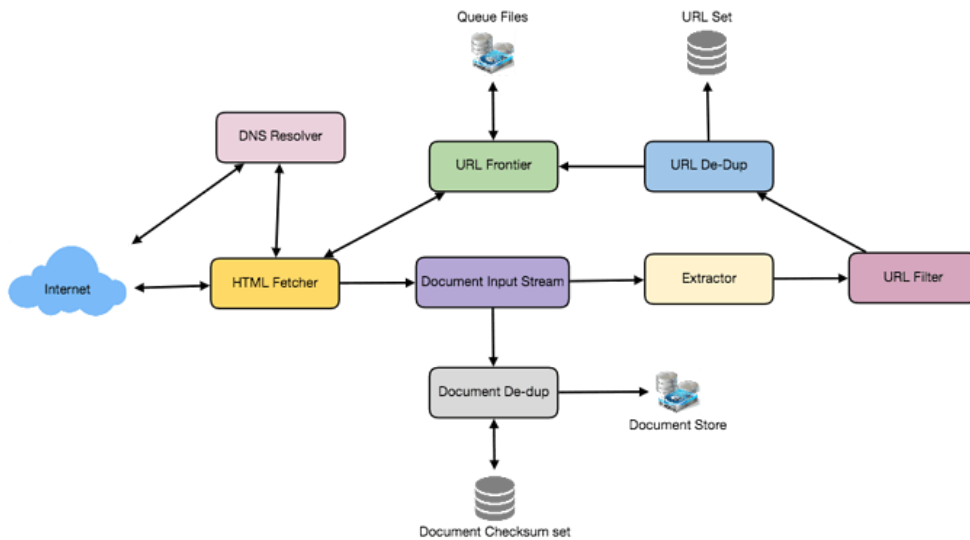 Queue Files
URL Set
DNS Resolver
URL Frontier
URL De-Dup
Internet
HTML Fetcher
Document Input Stream
Extractor
URL Filter
Document De-dup
Document Store
Document Checksum set